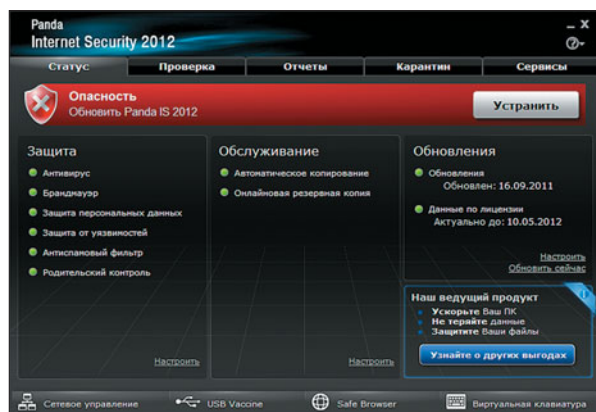 Panda
Internet Security 2012
Статус Проверка Отчеты Карантин Сервисы
Опасность
Обновить Panda IS 2012
Устранить
Защита
Антивирус
Брандмауэр
Защита персональных данных
Защита от уязвимостей
Антиспамовый фильтр
Родительский контроль
Настроить
Обслуживание
Автоматическое копирование
Онлайновая резервная копия
Настроить
Обновления
Обновления
Обновлен: 16.09.2011
Данные по лицензии
Актуально до: 10.05.2012
Настроить
Обновить сейчас
Наш ведущий продукт
Ускорьте Ваш ПК
Не теряйте данные
Защитите Ваши файлы
Узнайте о других выгодах
Сетевое управление USB Vaccine Safe Browser Виртуальная клавиатура